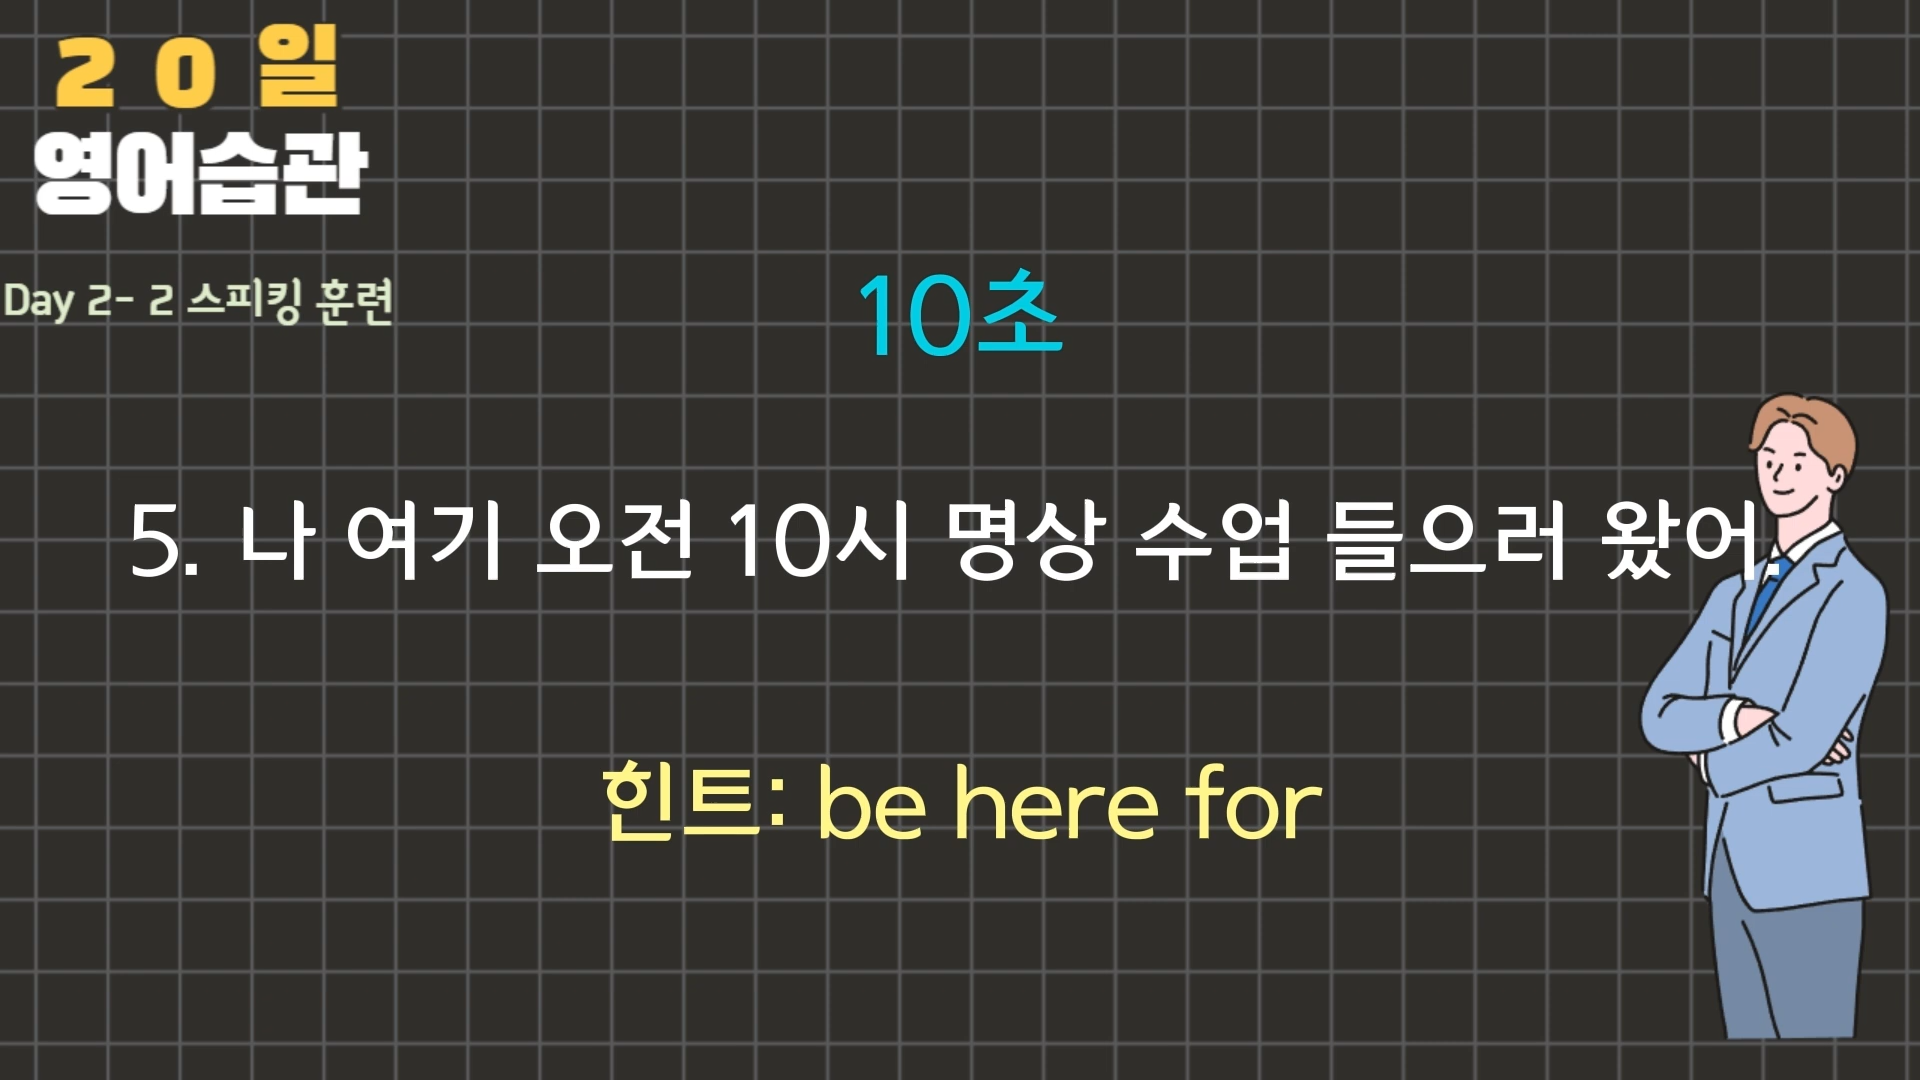 20일
영어습관
Day 2- 2 스피킹 훈련
10초
5. 나 여기 오전 10시 명상 수업 들으러 왔어.
힌트: be here for